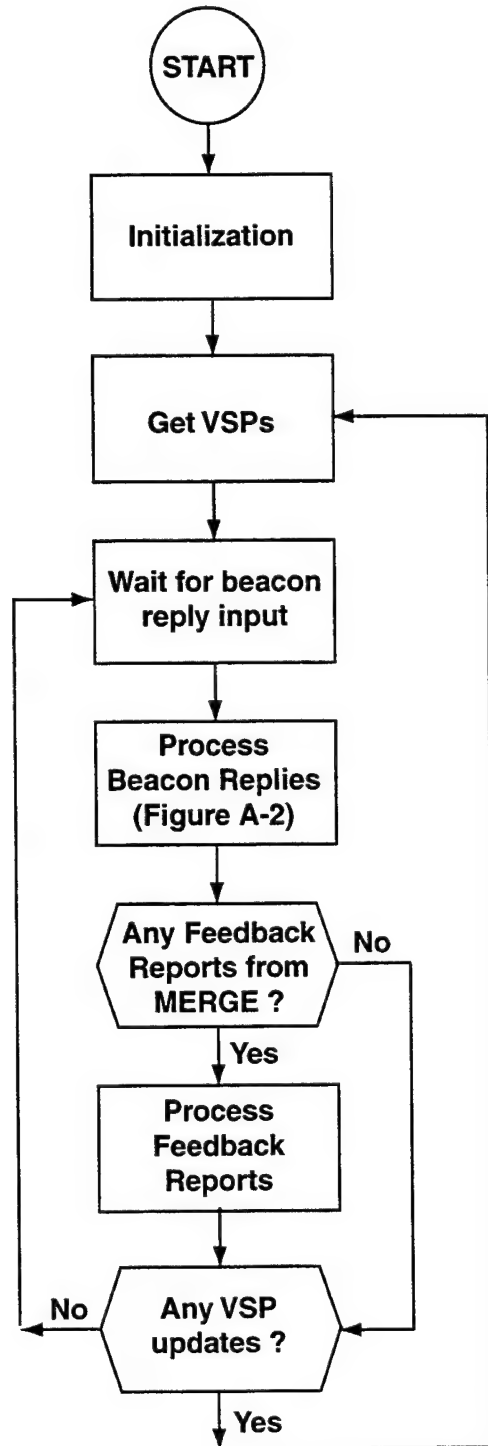 START
Initialization
Get VSPs
Wait for beacon
reply input
Process
Beacon Replies
(Figure A-2)
Any Feedback
Reports from
MERGE ?
No
Yes
Process
Feedback
Reports
Any VSP
updates ?
No
Yes